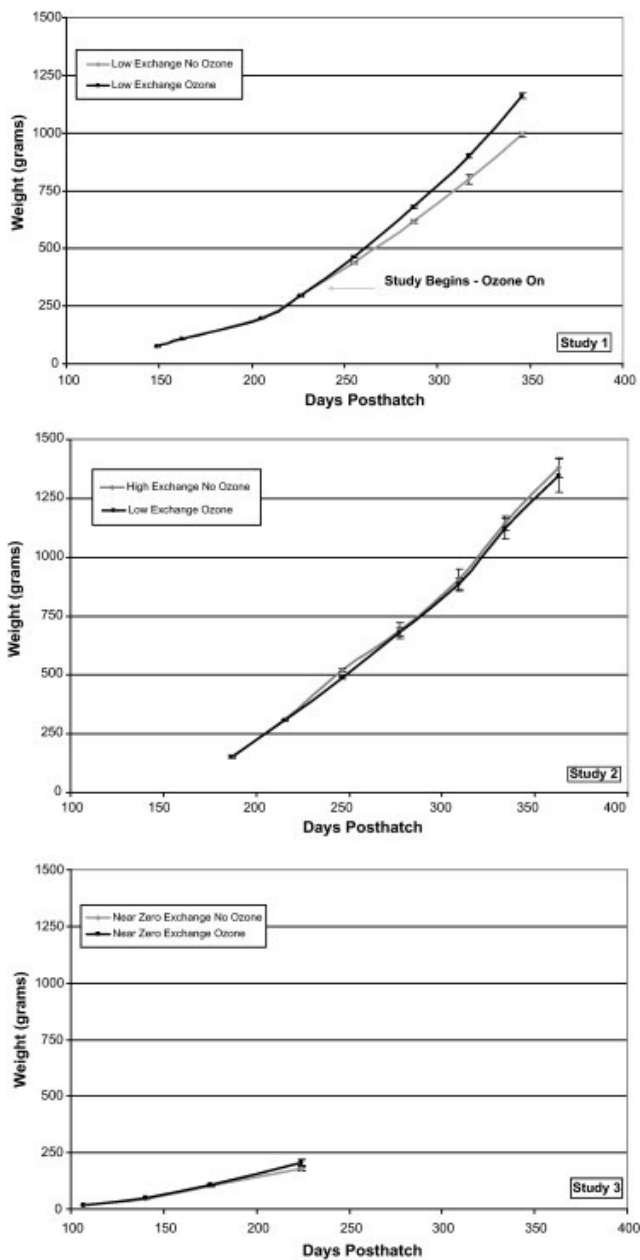 1500
Low Exchange No Ozone
Low Exchange Ozone
1250
1000
750
500
250
0
Weight (grams)
Study Begins - Ozone On
Study 1
100 150 200 250 300 350 400
Days Posthatch
1500
High Exchange No Ozone
Low Exchange Ozone
1250
1000
750
500
250
0
Weight (grams)
Study 2
100 150 200 250 300 350 400
Days Posthatch
1500
Near Zero Exchange No Ozone
Near Zero Exchange Ozone
1250
1000
750
500
250
0
Weight (grams)
Study 3
100 150 200 250 300 350 400
Days Posthatch